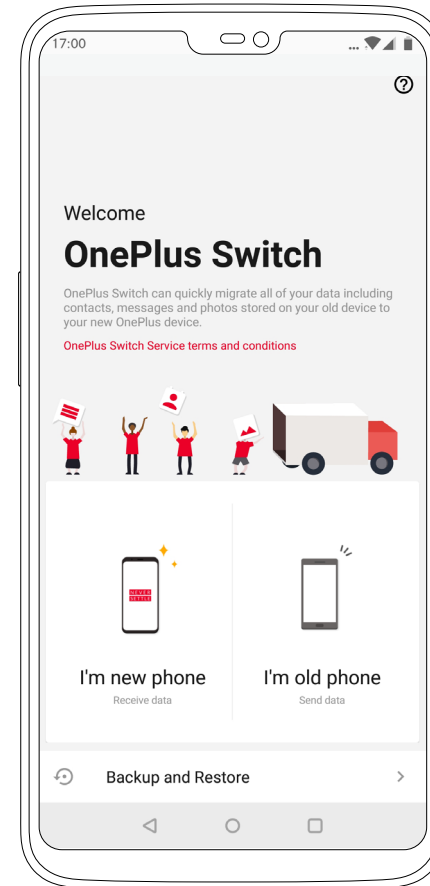 17:00
Welcome
OnePlus Switch
OnePlus Switch can quickly migrate all of your data including
contacts, messages and photos stored on your old device to
your new OnePlus device.
OnePlus Switch Service terms and conditions
NEVER
SETTLE
I'm new phone
Receive data
I'm old phone
Send data
Backup and Restore